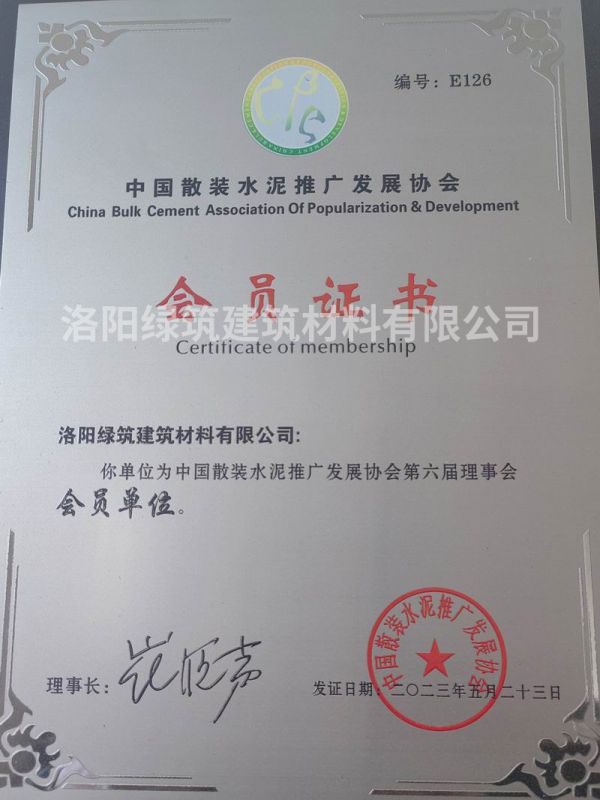 编号：E126
中国散装水泥推广发展协会
China Bulk Cement Association Of Popularization & Development
会员证书
洛阳绿筑建筑材料有限公司
Certificate of membership
洛阳绿筑建筑材料有限公司:
你单位为中国散装水泥推广发展协会第六届理事会
会员单位。
中国散装水泥推广发展协会
理事长：
发证日期：二〇二三年五月二十三日